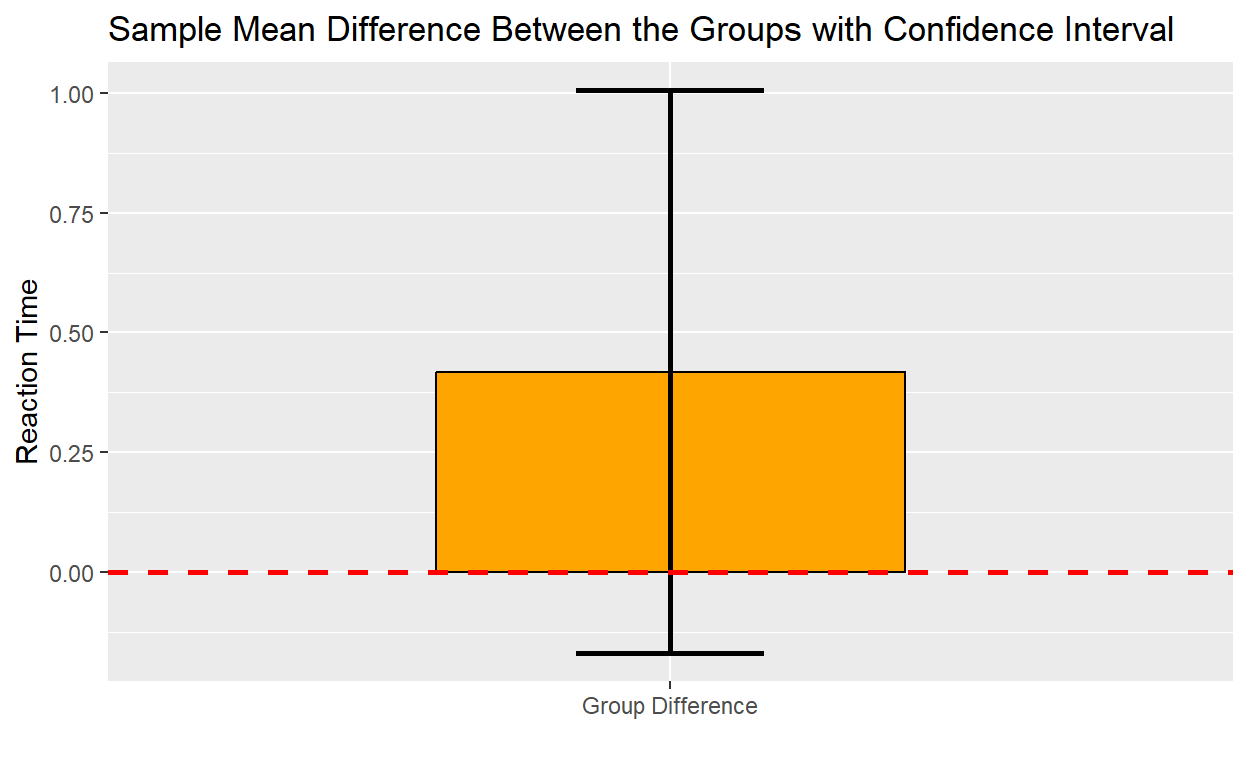 Sample Mean Difference Between the Groups with Confidence Interval
1.00
0.75
0.50
0.25
0.00
Reaction Time
Group Difference